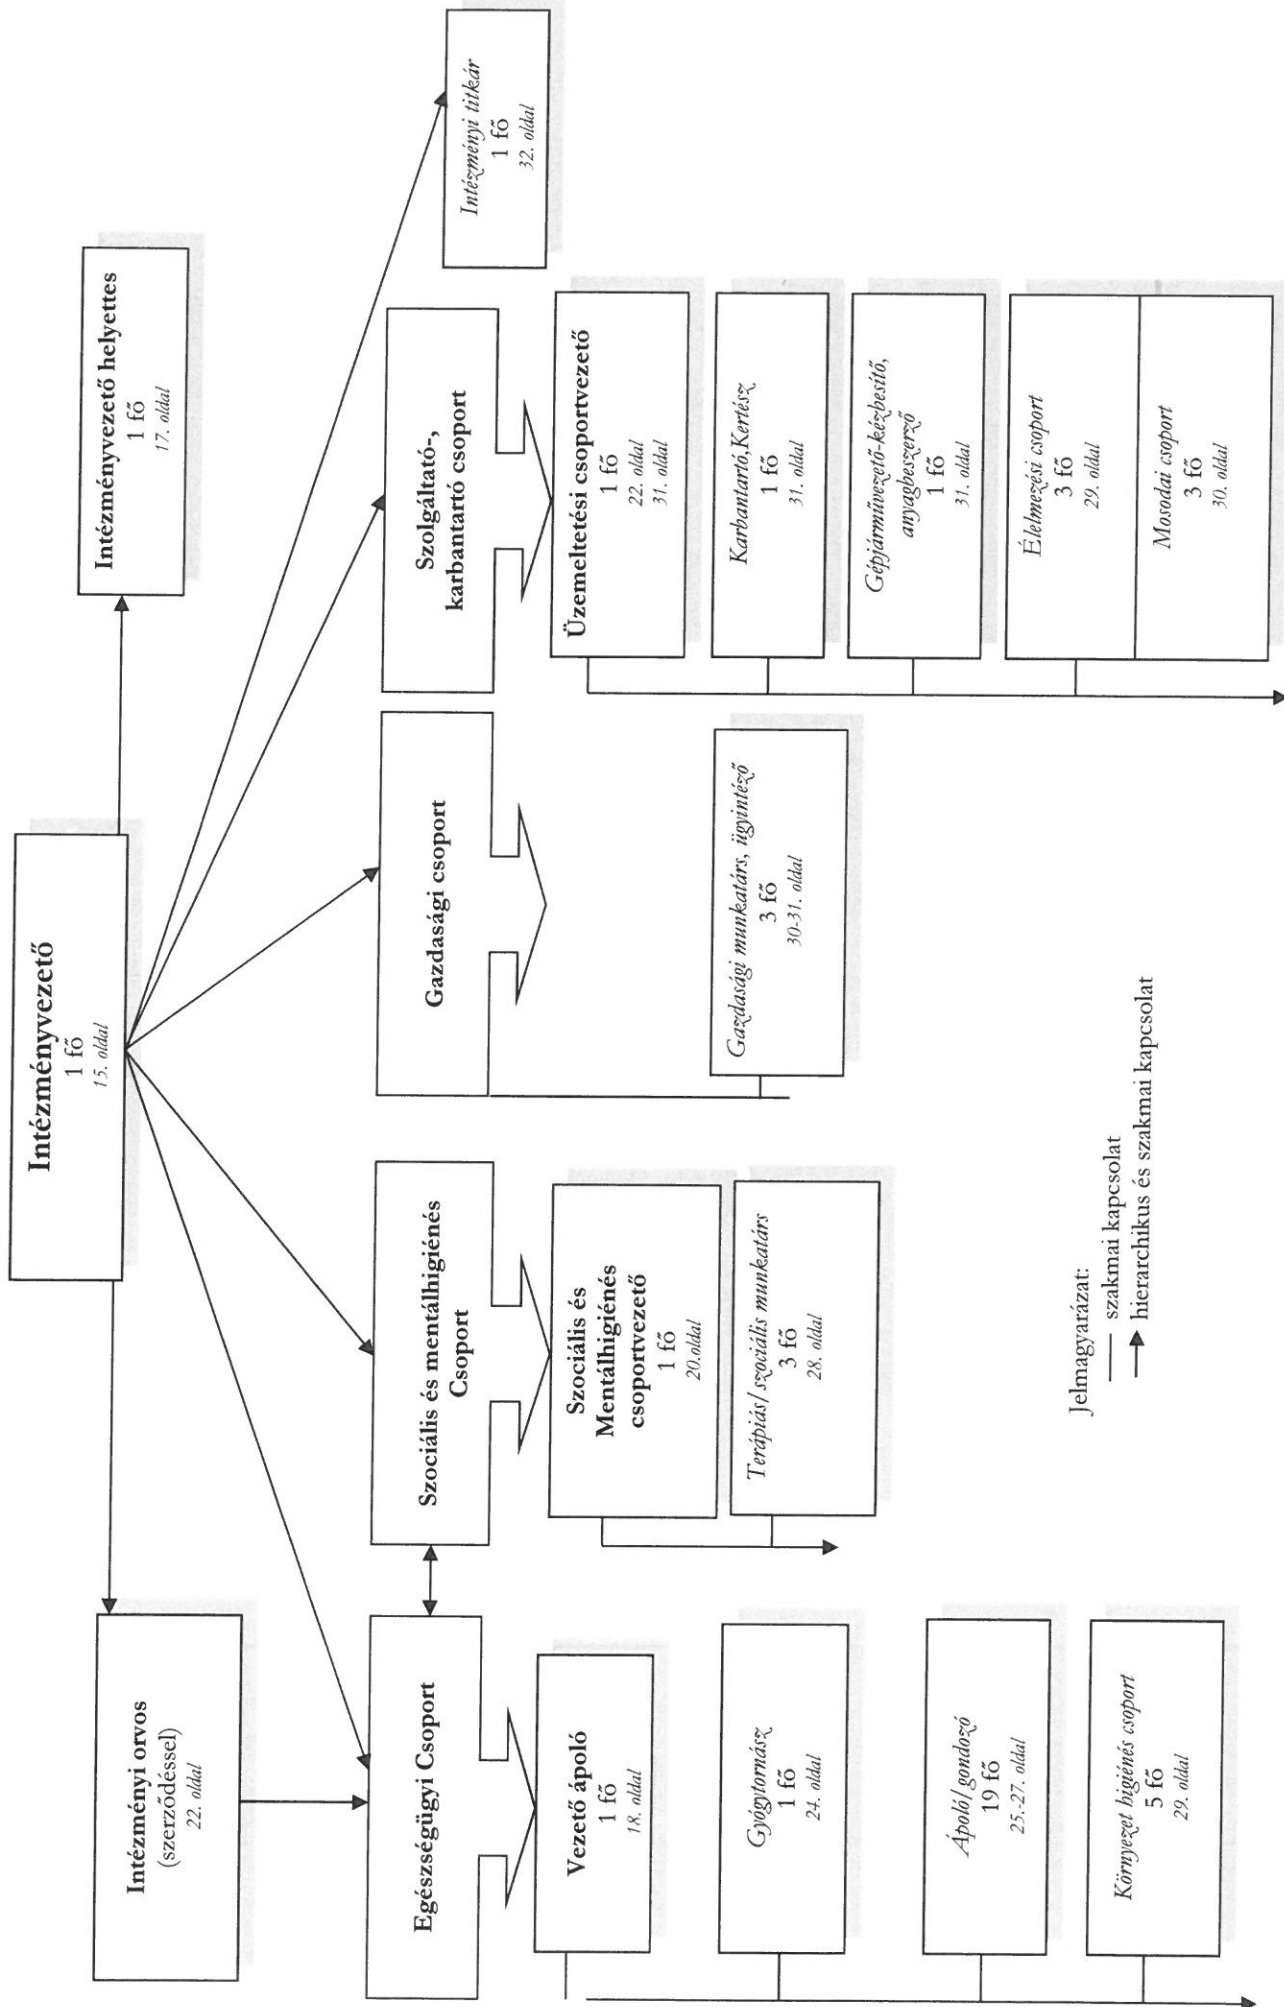 Intézményvezető
1 fő
15. oldal
Intézményi orvos
(szerződéssel)
22. oldal
Intézményvezető helyettes
1 fő
17. oldal
Egészségügyi Csoport
Szociális és mentálhigiénés
Csoport
Gazdasági csoport
Szolgáltató-,
karbantartó csoport
Intézményi titkár
1 fő
32. oldal
Vezető ápoló
1 fő
18. oldal
Gyógytornász
1 fő
24. oldal
Ápoló/gondozó
19 fő
25.-27. oldal
Környezet higiénés csoport
5 fő
29. oldal
Szociális és
Mentálhigiénés
csoportvezető
1 fő
20.oldal
Terápiás/szociális munkatárs
3 fő
28. oldal
Gazdasági munkatárs, ügyintéző
3 fő
30-31. oldal
Üzemeltetési csoportvezető
1 fő
22. oldal
31. oldal
Karbantartó,Kertész
1 fő
31. oldal
Gépjárművezető-kézbesítő,
anyagbeszerző
1 fő
31. oldal
Élelmezési csoport
3 fő
29. oldal
Mosodai csoport
3 fő
30. oldal
Jelmagyarázat:
szakmai kapcsolat
hierarchikus és szakmai kapcsolat